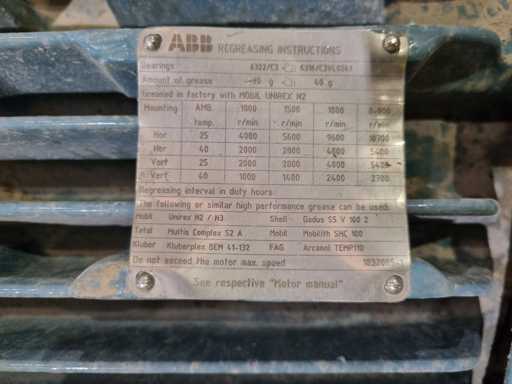 ABB REGREASING INSTRUCTIONS
Bearings 6322/C3 6316/C3VL0241
Amount of grease g 40 g
Greased in factory with MOBIL UNIREX N2
Mounting AMB 1000 1500 1800
temp. r/min r/min r/min r/min
Hor 25 4000 5600 9600 10700
Hor 40 2000 2800 4800 5400
Vert 25 2000 2800 4800 5400
Vert 40 1000 1400 2400 2700
Regreasing interval in duty hours
The following or similar high performance grease can be used:
Mobil Unirex N2 / N3 Shell Gadus S5 V 100 2
Total Multis Complex S2 A Mobil Mobilith SHC 100
Kluber Kluberplex BEM 41-132 FAG Arcanol TEMP110
Do not exceed the motor max. speed
See respective "Motor manual"